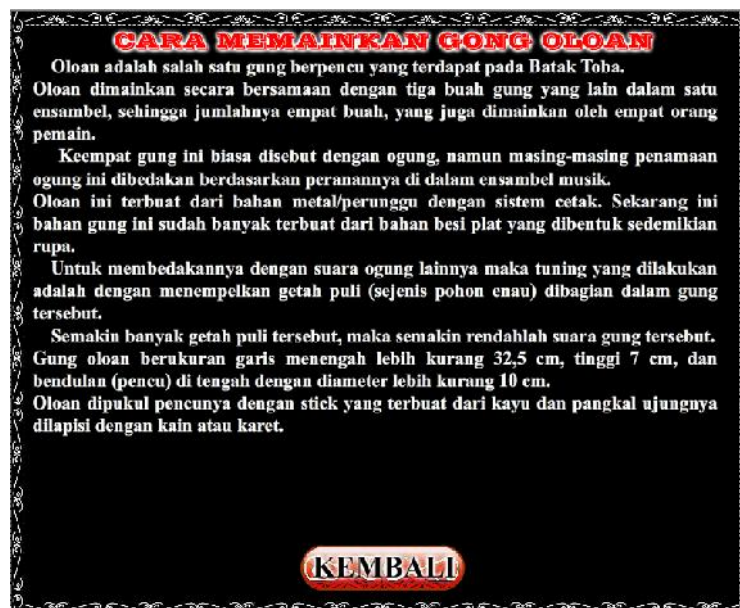 CARA MEMAINKAN GONG OLOAN
Oloan adalah salah satu gung berpencu yang terdapat pada Batak Toba.
Oloan dimainkan secara bersamaan dengan tiga buah gung yang lain dalam satu
ensambel, sehingga jumlahnya empat buah, yang juga dimainkan oleh empat orang
pemain.
Keempat gung ini biasa disebut dengan ogung, namun masing-masing penamaan
ogung ini dibedakan berdasarkan peranannya di dalam ensambel musik.
Oloan ini terbuat dari bahan metal/perunggu dengan sistem cetak. Sekarang ini
bahan gung ini sudah banyak terbuat dari bahan besi plat yang dibentuk sedemikian
rupa.
Untuk membedakannya dengan suara ogung lainnya maka tuning yang dilakukan
adalah dengan menempelkan getah puli (sejenis pohon enau) dibagian dalam gung
tersebut.
Semakin banyak getah puli tersebut, maka semakin rendahlah suara gung tersebut.
Gung oloan berukuran garis menengah lebih kurang 32,5 cm, tinggi 7 cm, dan
bendulan (pencu) di tengah dengan diameter lebih kurang 10 cm.
Oloan dipukul pencunya dengan stick yang terbuat dari kayu dan pangkal ujungnya
dilapisi dengan kain atau karet.
KEMBALI